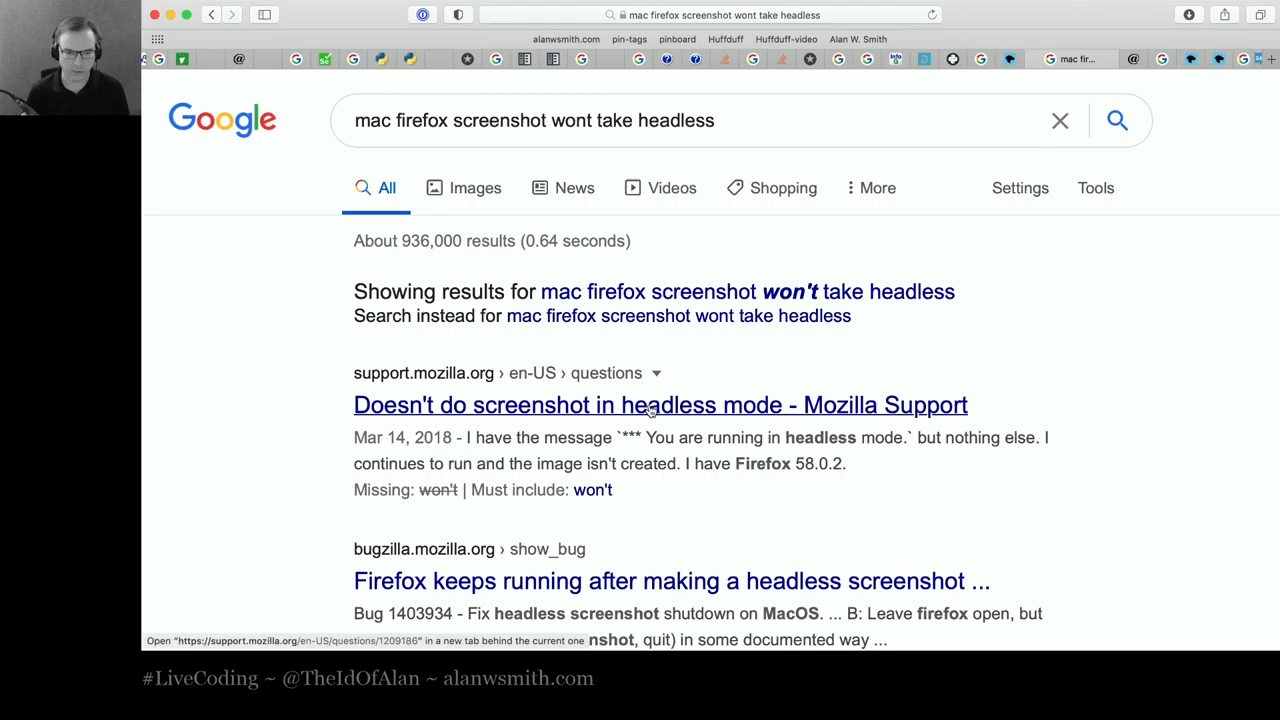 mac firefox screenshot wont take headless
alanwsmith.com pin-tags pinboard Huffduff Huffduff-video Alan W. Smith
mac fir...
Google
mac firefox screenshot wont take headless
All Images News Videos Shopping More Settings Tools
About 936,000 results (0.64 seconds)
Showing results for mac firefox screenshot won't take headless
Search instead for mac firefox screenshot wont take headless
support.mozilla.org › en-US › questions
Doesn't do screenshot in headless mode - Mozilla Support
Mar 14, 2018 - I have the message `*** You are running in headless mode.` but nothing else. I
continues to run and the image isn't created. I have Firefox 58.0.2.
Missing: won't | Must include: won't
bugzilla.mozilla.org › show_bug
Firefox keeps running after making a headless screenshot ...
Bug 1403934 - Fix headless screenshot shutdown on MacOS. ... B: Leave firefox open, but
nshot, quit) in some documented way ...
Open "https://support.mozilla.org/en-US/questions/1209186" in a new tab behind the current one
#LiveCoding ~ @TheIdOfAlan ~ alanwsmith.com